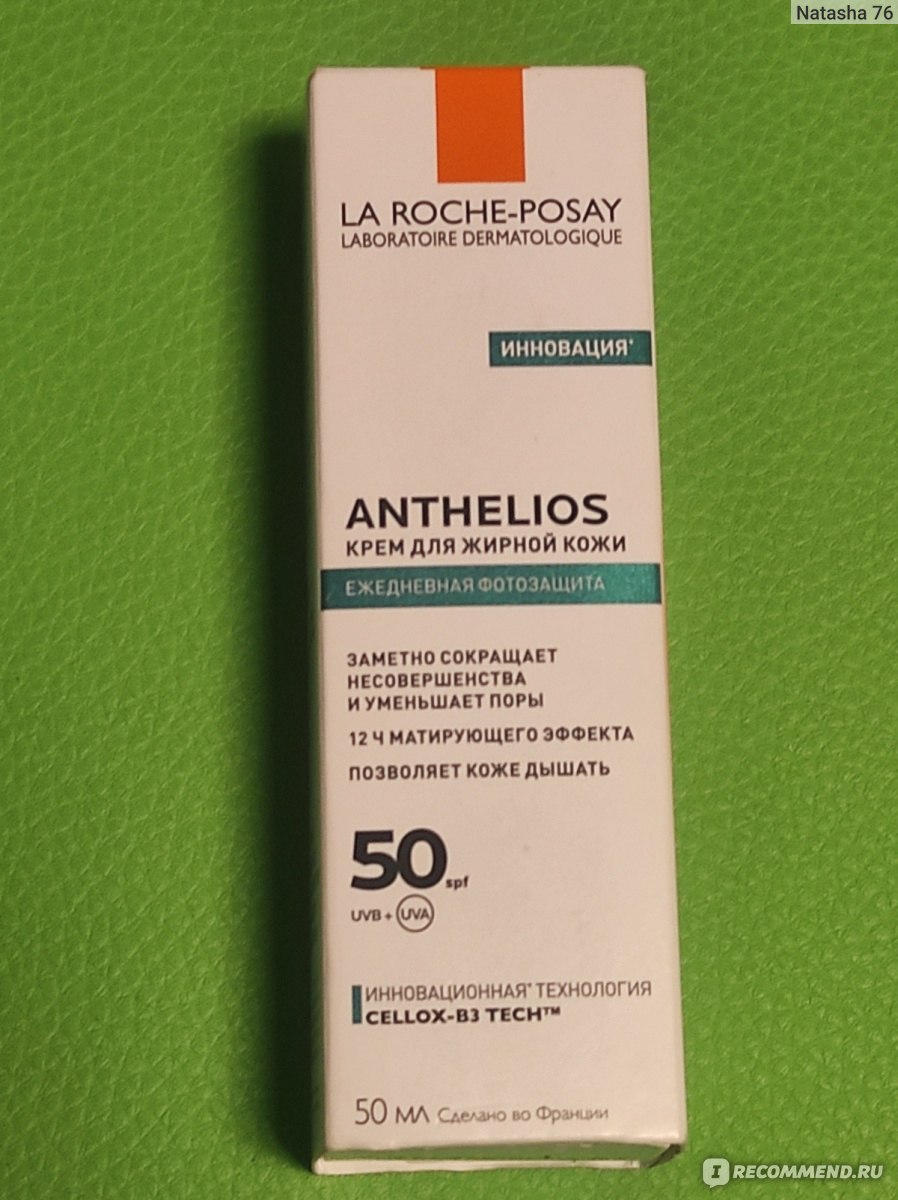 Natasha 76
LA ROCHE-POSAY
LABORATOIRE DERMATOLOGIQUE
ИННОВАЦИЯ*
ANTHELIOS
КРЕМ ДЛЯ ЖИРНОЙ КОЖИ
ЕЖЕДНЕВНАЯ ФОТОЗАЩИТА
ЗАМЕТНО СОКРАЩАЕТ
НЕСОВЕРШЕНСТВА
И УМЕНЬШАЕТ ПОРЫ
12 Ч МАТИРУЮЩЕГО ЭФФЕКТА
ПОЗВОЛЯЕТ КОЖЕ ДЫШАТЬ
50 spf
UVB + UVA
ИННОВАЦИОННАЯ* ТЕХНОЛОГИЯ
CELLOX-B3 TECH™
50 МЛ Сделано во Франции
IRECOMMEND.RU